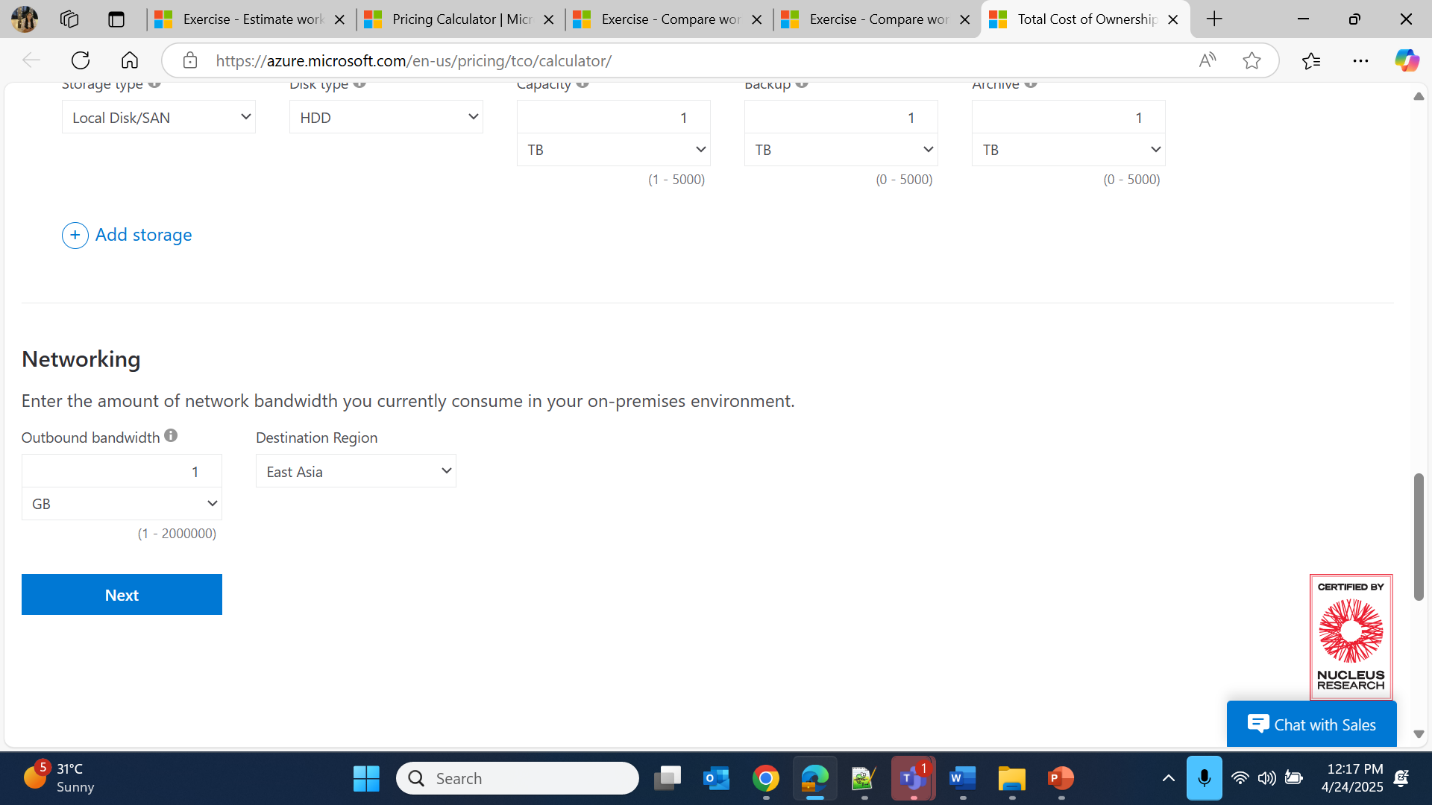 Exercise - Estimate work
Pricing Calculator | Micr
Exercise - Compare wor
Exercise - Compare wor
Total Cost of Ownership
https://azure.microsoft.com/en-us/pricing/tco/calculator/
Storage type Disk type Capacity Backup Archive
Local Disk/SAN HDD 1 1 1
TB TB TB
(1 - 5000) (0 - 5000) (0 - 5000)
+ Add storage
Networking
Enter the amount of network bandwidth you currently consume in your on-premises environment.
Outbound bandwidth Destination Region
1 East Asia
GB
(1 - 2000000)
Next
CERTIFIED BY
NUCLEUS
RESEARCH
Chat with Sales
5 31°C
Sunny
Search
1
12:17 PM
4/24/2025